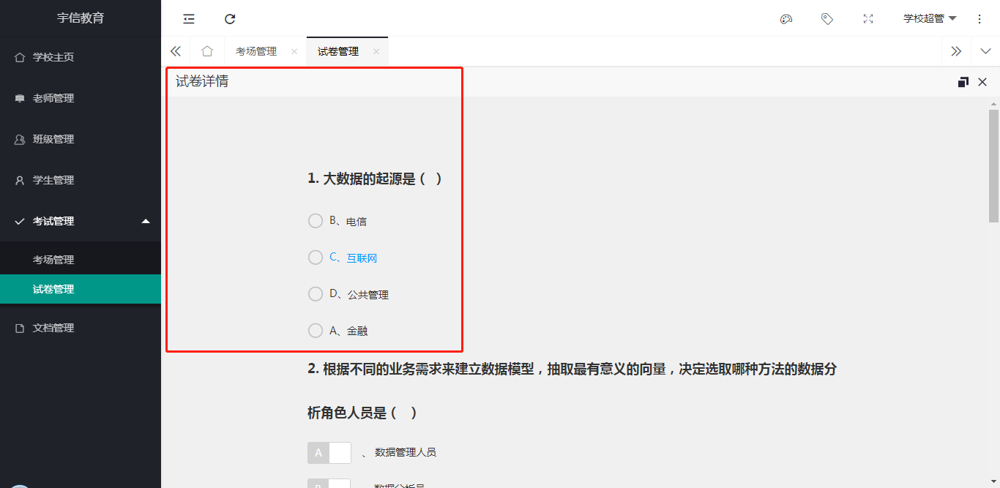 宇信教育
学校超管
学校主页
老师管理
班级管理
学生管理
考试管理
考场管理
试卷管理
文档管理
考场管理
试卷管理
试卷详情
1. 大数据的起源是（ ）
B、电信
C、互联网
D、公共管理
A、金融
2. 根据不同的业务需求来建立数据模型，抽取最有意义的向量，决定选取哪种方法的数据分
析角色人员是（ ）
A 、数据管理人员
B 、数据分析员